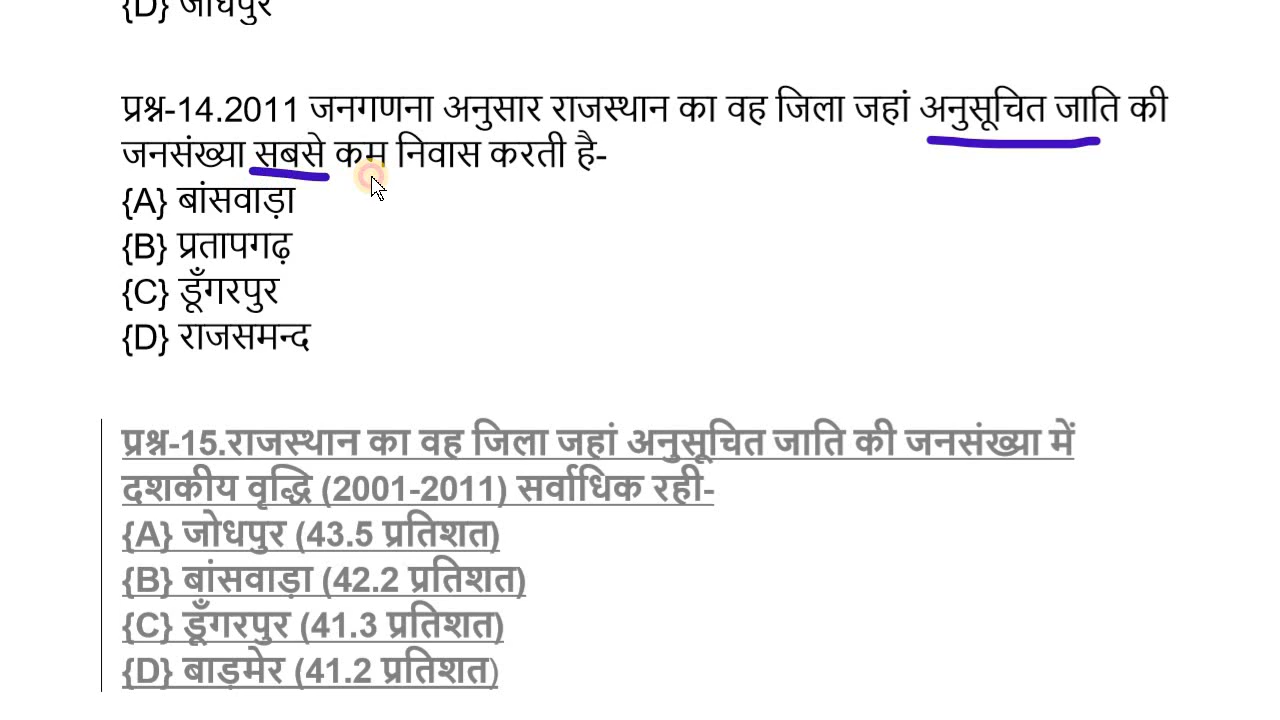 {D} जोधपुर
प्रश्न-14.2011 जनगणना अनुसार राजस्थान का वह जिला जहां अनुसूचित जाति की
जनसंख्या सबसे कम निवास करती है-
{A} बांसवाड़ा
{B} प्रतापगढ़
{C} डूँगरपुर
{D} राजसमन्द
प्रश्न-15.राजस्थान का वह जिला जहां अनुसूचित जाति की जनसंख्या में
दशकीय वृद्धि (2001-2011) सर्वाधिक रही-
{A} जोधपुर (43.5 प्रतिशत)
{B} बांसवाड़ा (42.2 प्रतिशत)
{C} डूँगरपुर (41.3 प्रतिशत)
{D} बाड़मेर (41.2 प्रतिशत)